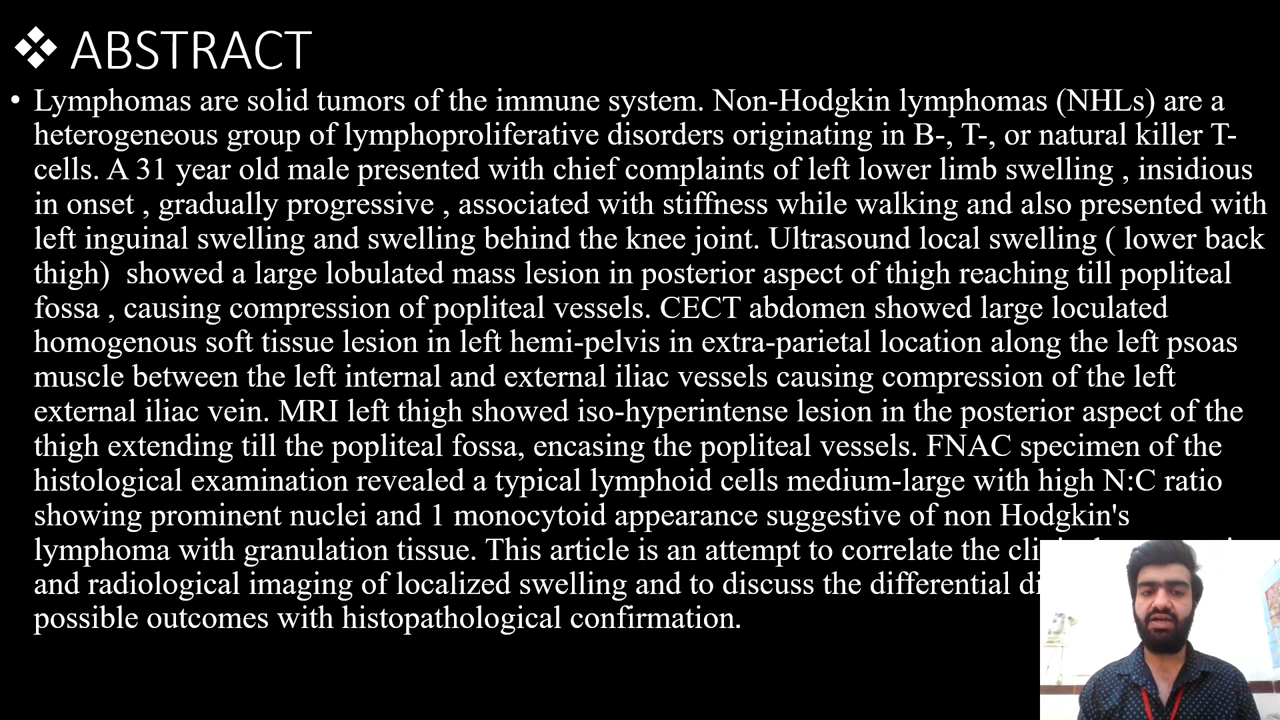 ❖ ABSTRACT
• Lymphomas are solid tumors of the immune system. Non-Hodgkin lymphomas (NHLs) are a
heterogeneous group of lymphoproliferative disorders originating in B-, T-, or natural killer T-
cells. A 31 year old male presented with chief complaints of left lower limb swelling , insidious
in onset , gradually progressive , associated with stiffness while walking and also presented with
left inguinal swelling and swelling behind the knee joint. Ultrasound local swelling ( lower back
thigh)  showed a large lobulated mass lesion in posterior aspect of thigh reaching till popliteal
fossa , causing compression of popliteal vessels. CECT abdomen showed large loculated
homogenous soft tissue lesion in left hemi-pelvis in extra-parietal location along the left psoas
muscle between the left internal and external iliac vessels causing compression of the left
external iliac vein. MRI left thigh showed iso-hyperintense lesion in the posterior aspect of the
thigh extending till the popliteal fossa, encasing the popliteal vessels. FNAC specimen of the
histological examination revealed a typical lymphoid cells medium-large with high N:C ratio
showing prominent nuclei and 1 monocytoid appearance suggestive of non Hodgkin's
lymphoma with granulation tissue. This article is an attempt to correlate the
and radiological imaging of localized swelling and to discuss the differential
possible outcomes with histopathological confirmation.